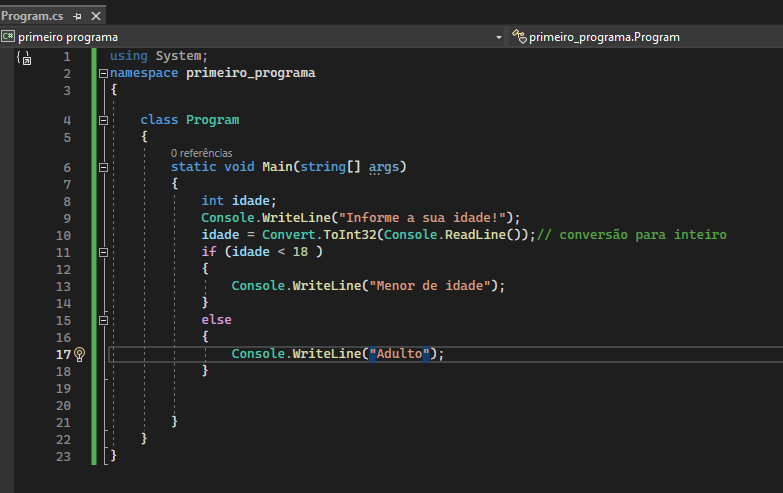 Program.cs
primeiro programa primeiro_programa.Program
1 using System;
2 namespace primeiro_programa
3 {
4 class Program
5 {
0 referências
6 static void Main(string[] args)
7 {
8 int idade;
9 Console.WriteLine("Informe a sua idade!");
10 idade = Convert.ToInt32(Console.ReadLine());// conversão para inteiro
11 if (idade < 18 )
12 {
13 Console.WriteLine("Menor de idade");
14 }
15 else
16 {
17 Console.WriteLine("Adulto");
18 }
19
20
21 }
22 }
23 }